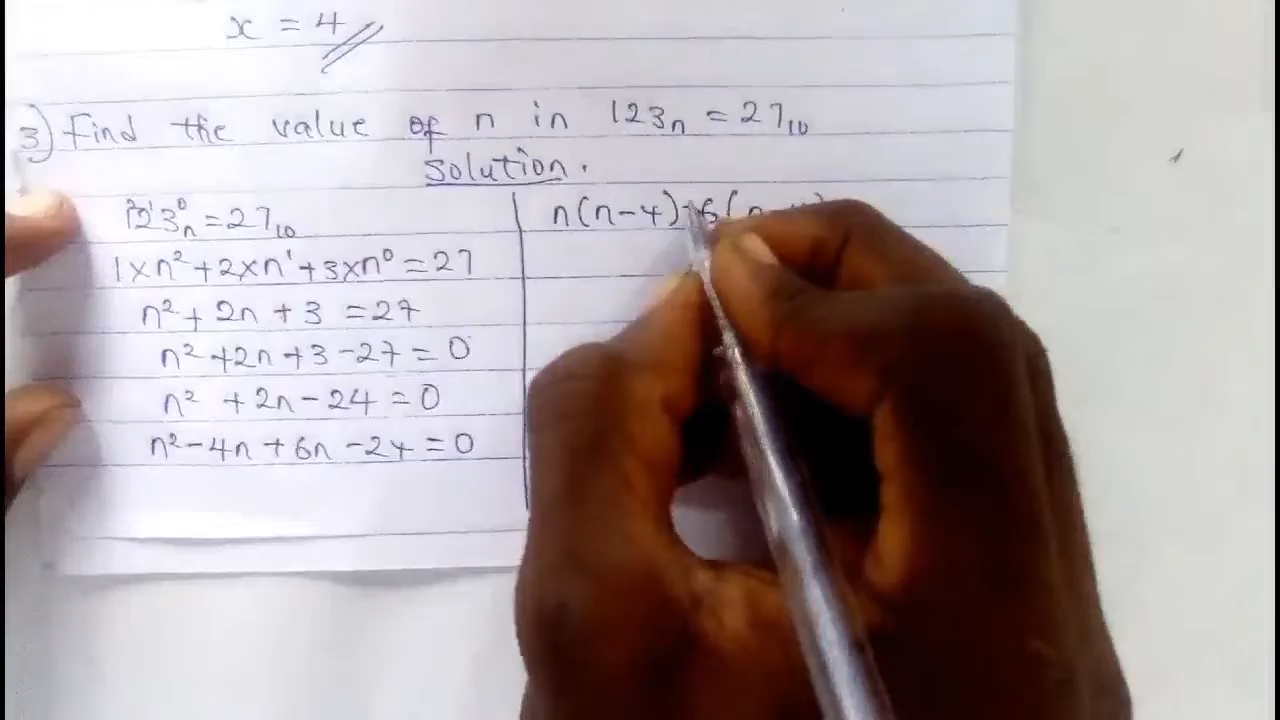 x = 4
3) Find the value of n in 123ₙ = 27₁₀
Solution.
1²2¹3⁰ₙ = 27₁₀
1×n² + 2×n¹ + 3×n⁰ = 27
n² + 2n + 3 = 27
n² + 2n + 3 - 27 = 0
n² + 2n - 24 = 0
n² - 4n + 6n - 24 = 0
n(n-4) 6(n